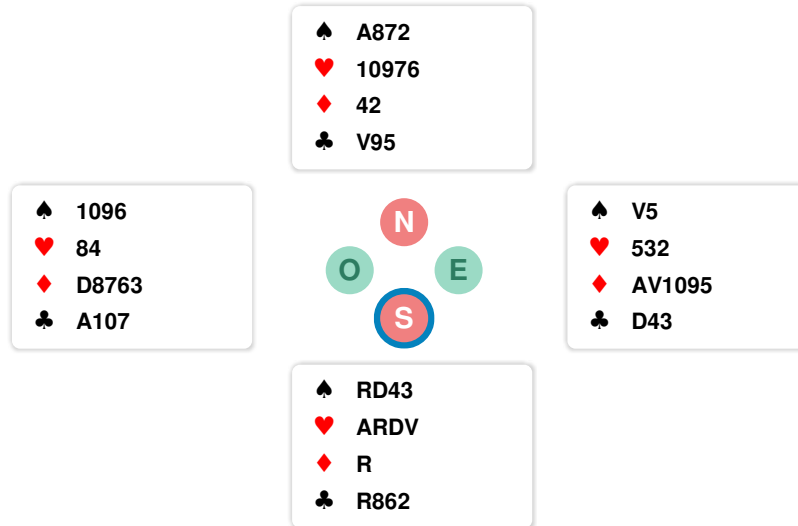 ♠ A872
♥ 10976
♦ 42
♣ V95
♠ 1096
♥ 84
♦ D8763
♣ A107
N
O E
S
♠ V5
♥ 532
♦ AV1095
♣ D43
♠ RD43
♥ ARDV
♦ R
♣ R862